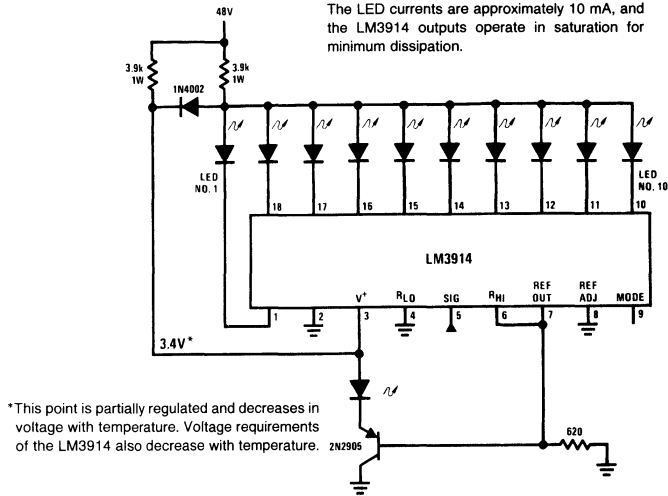 The LED currents are approximately 10 mA, and
the LM3914 outputs operate in saturation for
minimum dissipation.
48V
3.9k
1W
1N4002
3.9k
1W
LED
NO. 1
LED
NO. 10
18
17
16
15
14
13
12
11
10
LM3914
V+
RLO
SIG
RHI
REF
OUT
REF
ADJ
MODE
1
2
3
4
5
6
7
8
9
3.4V*
*This point is partially regulated and decreases in
voltage with temperature. Voltage requirements
of the LM3914 also decrease with temperature.
2N2905
620